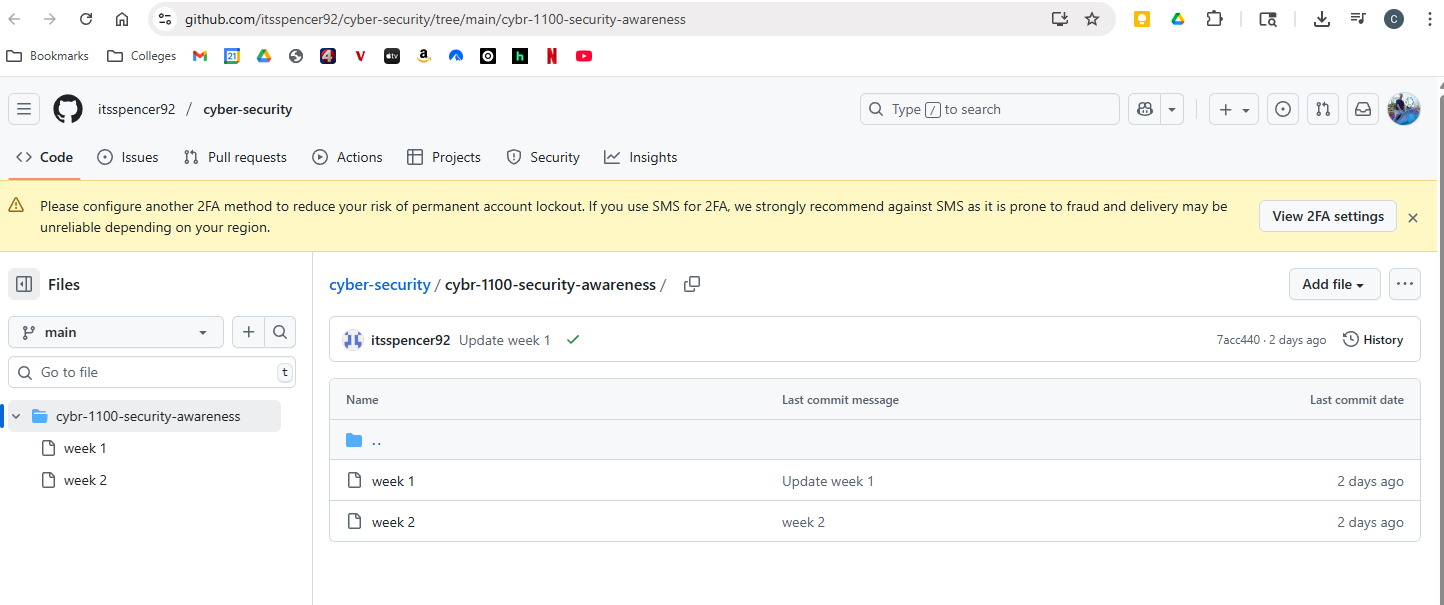 github.com/itsspencer92/cyber-security/tree/main/cybr-1100-security-awareness
C
Bookmarks Colleges
itsspencer92 / cyber-security
Type / to search
Code Issues Pull requests Actions Projects Security Insights
Please configure another 2FA method to reduce your risk of permanent account lockout. If you use SMS for 2FA, we strongly recommend against SMS as it is prone to fraud and delivery may be
unreliable depending on your region.
View 2FA settings
Files
main
Go to file
t
cybr-1100-security-awareness
week 1
week 2
cyber-security / cybr-1100-security-awareness /
Add file
itsspencer92 Update week 1
7acc440 · 2 days ago
History
Name Last commit message Last commit date
..
week 1 Update week 1 2 days ago
week 2 week 2 2 days ago